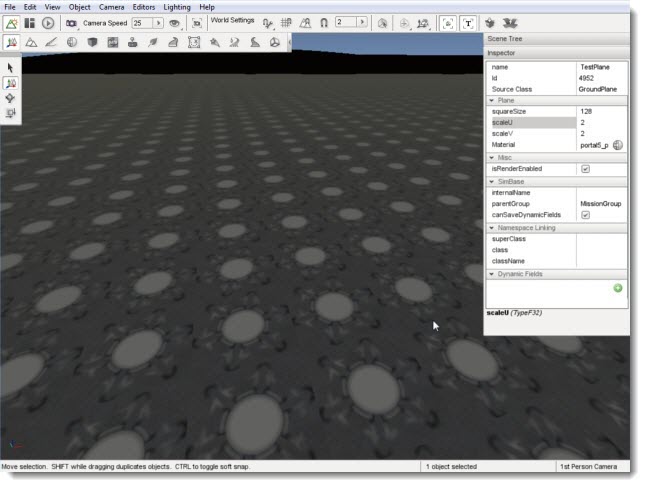 File Edit View Object Camera Editors Lighting Help
Camera Speed 25 World Settings 2
T
Scene Tree
Inspector
name TestPlane
Id 4952
Source Class GroundPlane
Plane
squareSize 128
scaleU 2
scaleV 2
Material portal5_p
Misc
isRenderEnabled
SimBase
internalName
parentGroup MissionGroup
canSaveDynamicFields
Namespace Linking
superClass
class
className
Dynamic Fields
scaleU (TypeF32)
Move selection. SHIFT while dragging duplicates objects. CTRL to toggle soft snap. 1 object selected 1st Person Camera